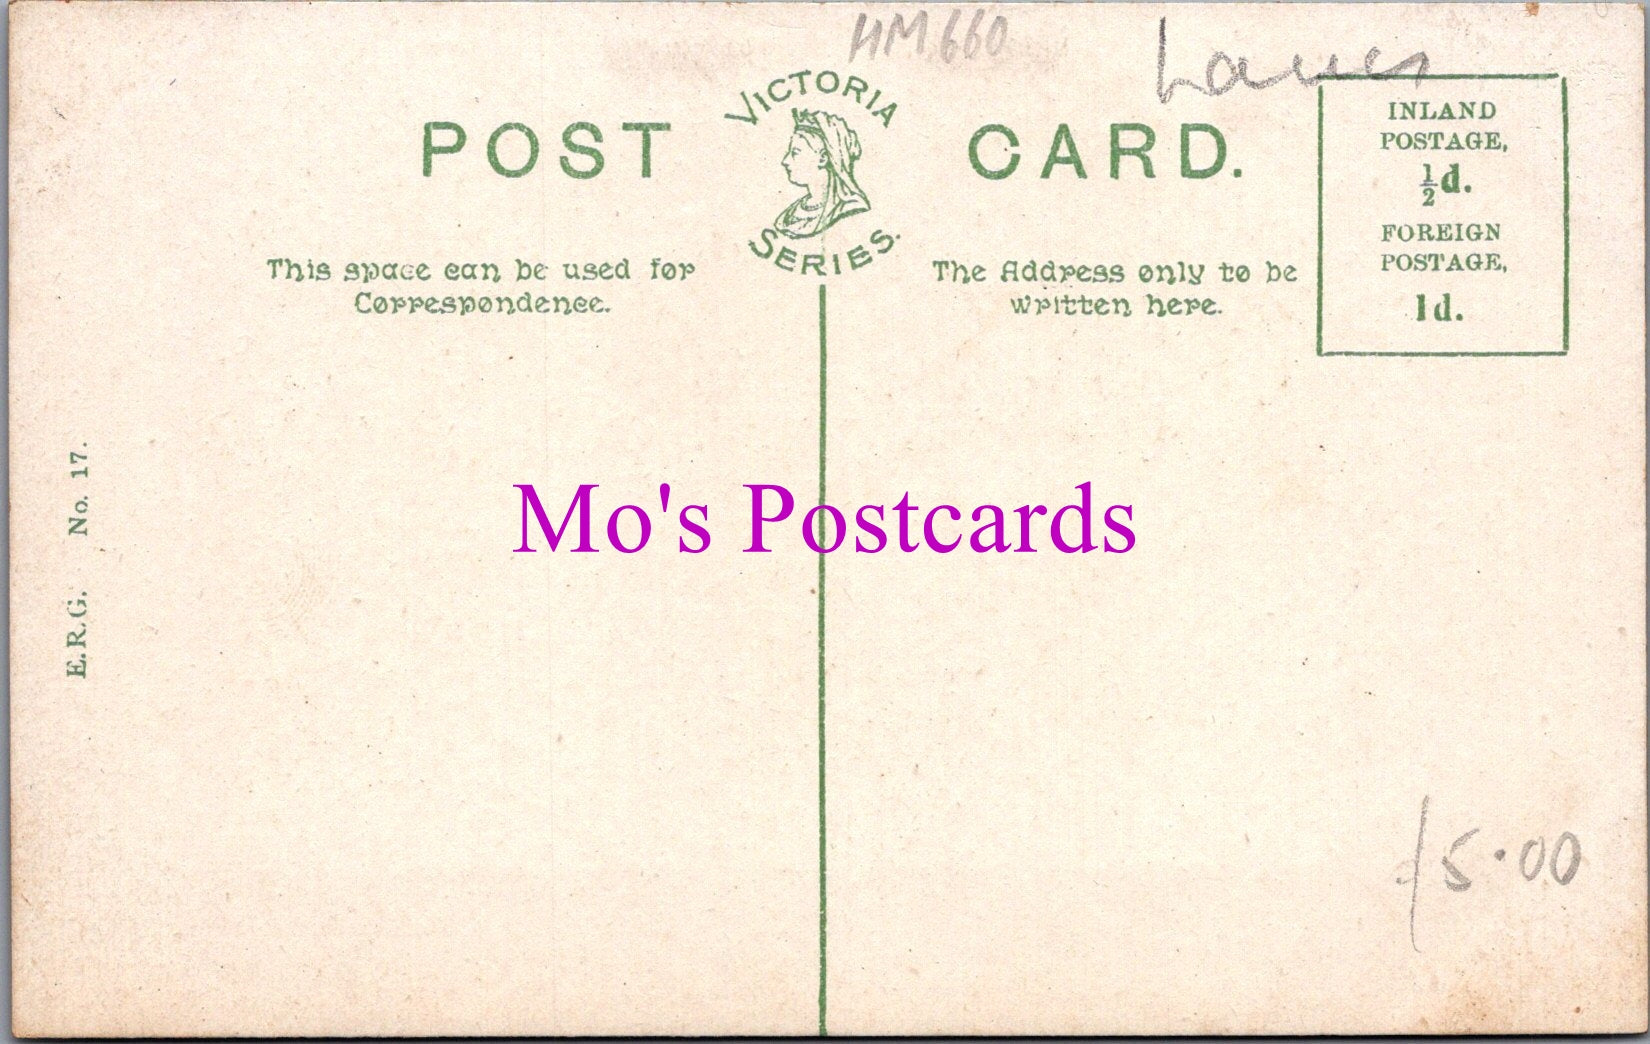 HM660
VICTORIA
POST CARD.
SERIES.
This space can be used for
Correspondence.
The Address only to be
written here.
INLAND
POSTAGE,
½d.
FOREIGN
POSTAGE,
1d.
E.R.G. No. 17.
Mo's Postcards
£5.00